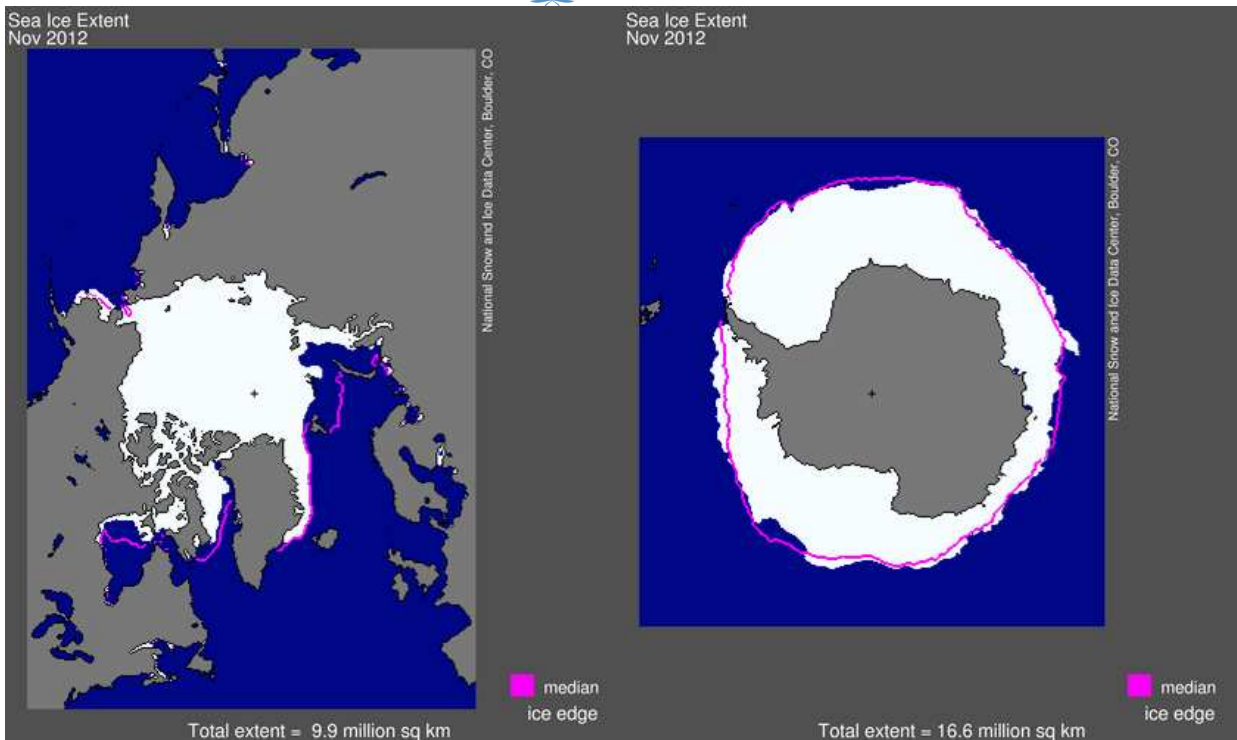 Sea Ice Extent
Nov 2012
National Snow and Ice Data Center, Boulder, CO
median
ice edge
Total extent = 9.9 million sq km
Sea Ice Extent
Nov 2012
National Snow and Ice Data Center, Boulder, CO
median
ice edge
Total extent = 16.6 million sq km